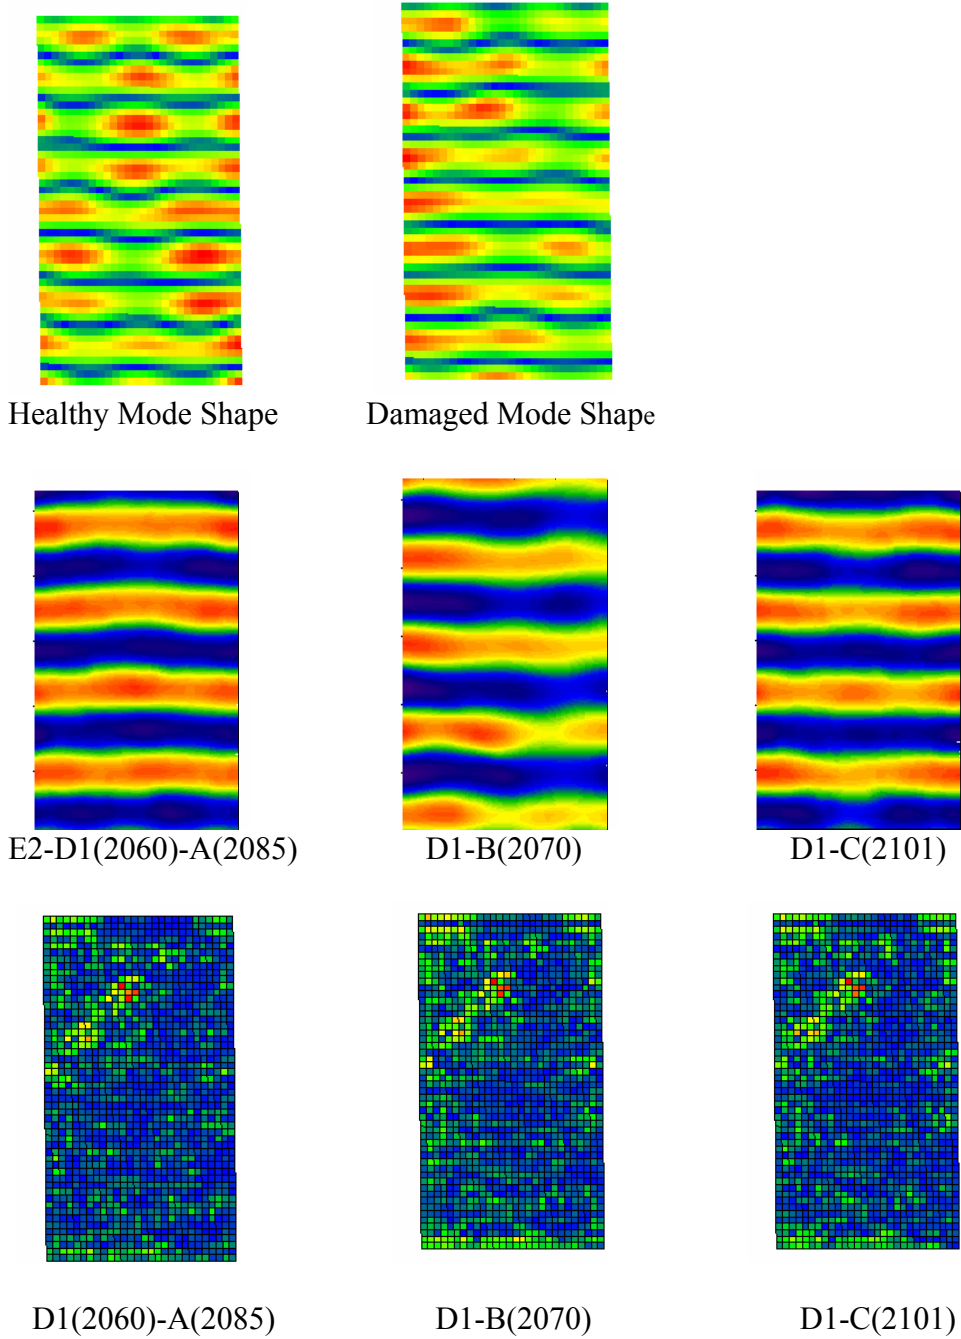 Healthy Mode Shape
Damaged Mode Shape
E2-D1(2060)-A(2085)
D1-B(2070)
D1-C(2101)
D1(2060)-A(2085)
D1-B(2070)
D1-C(2101)